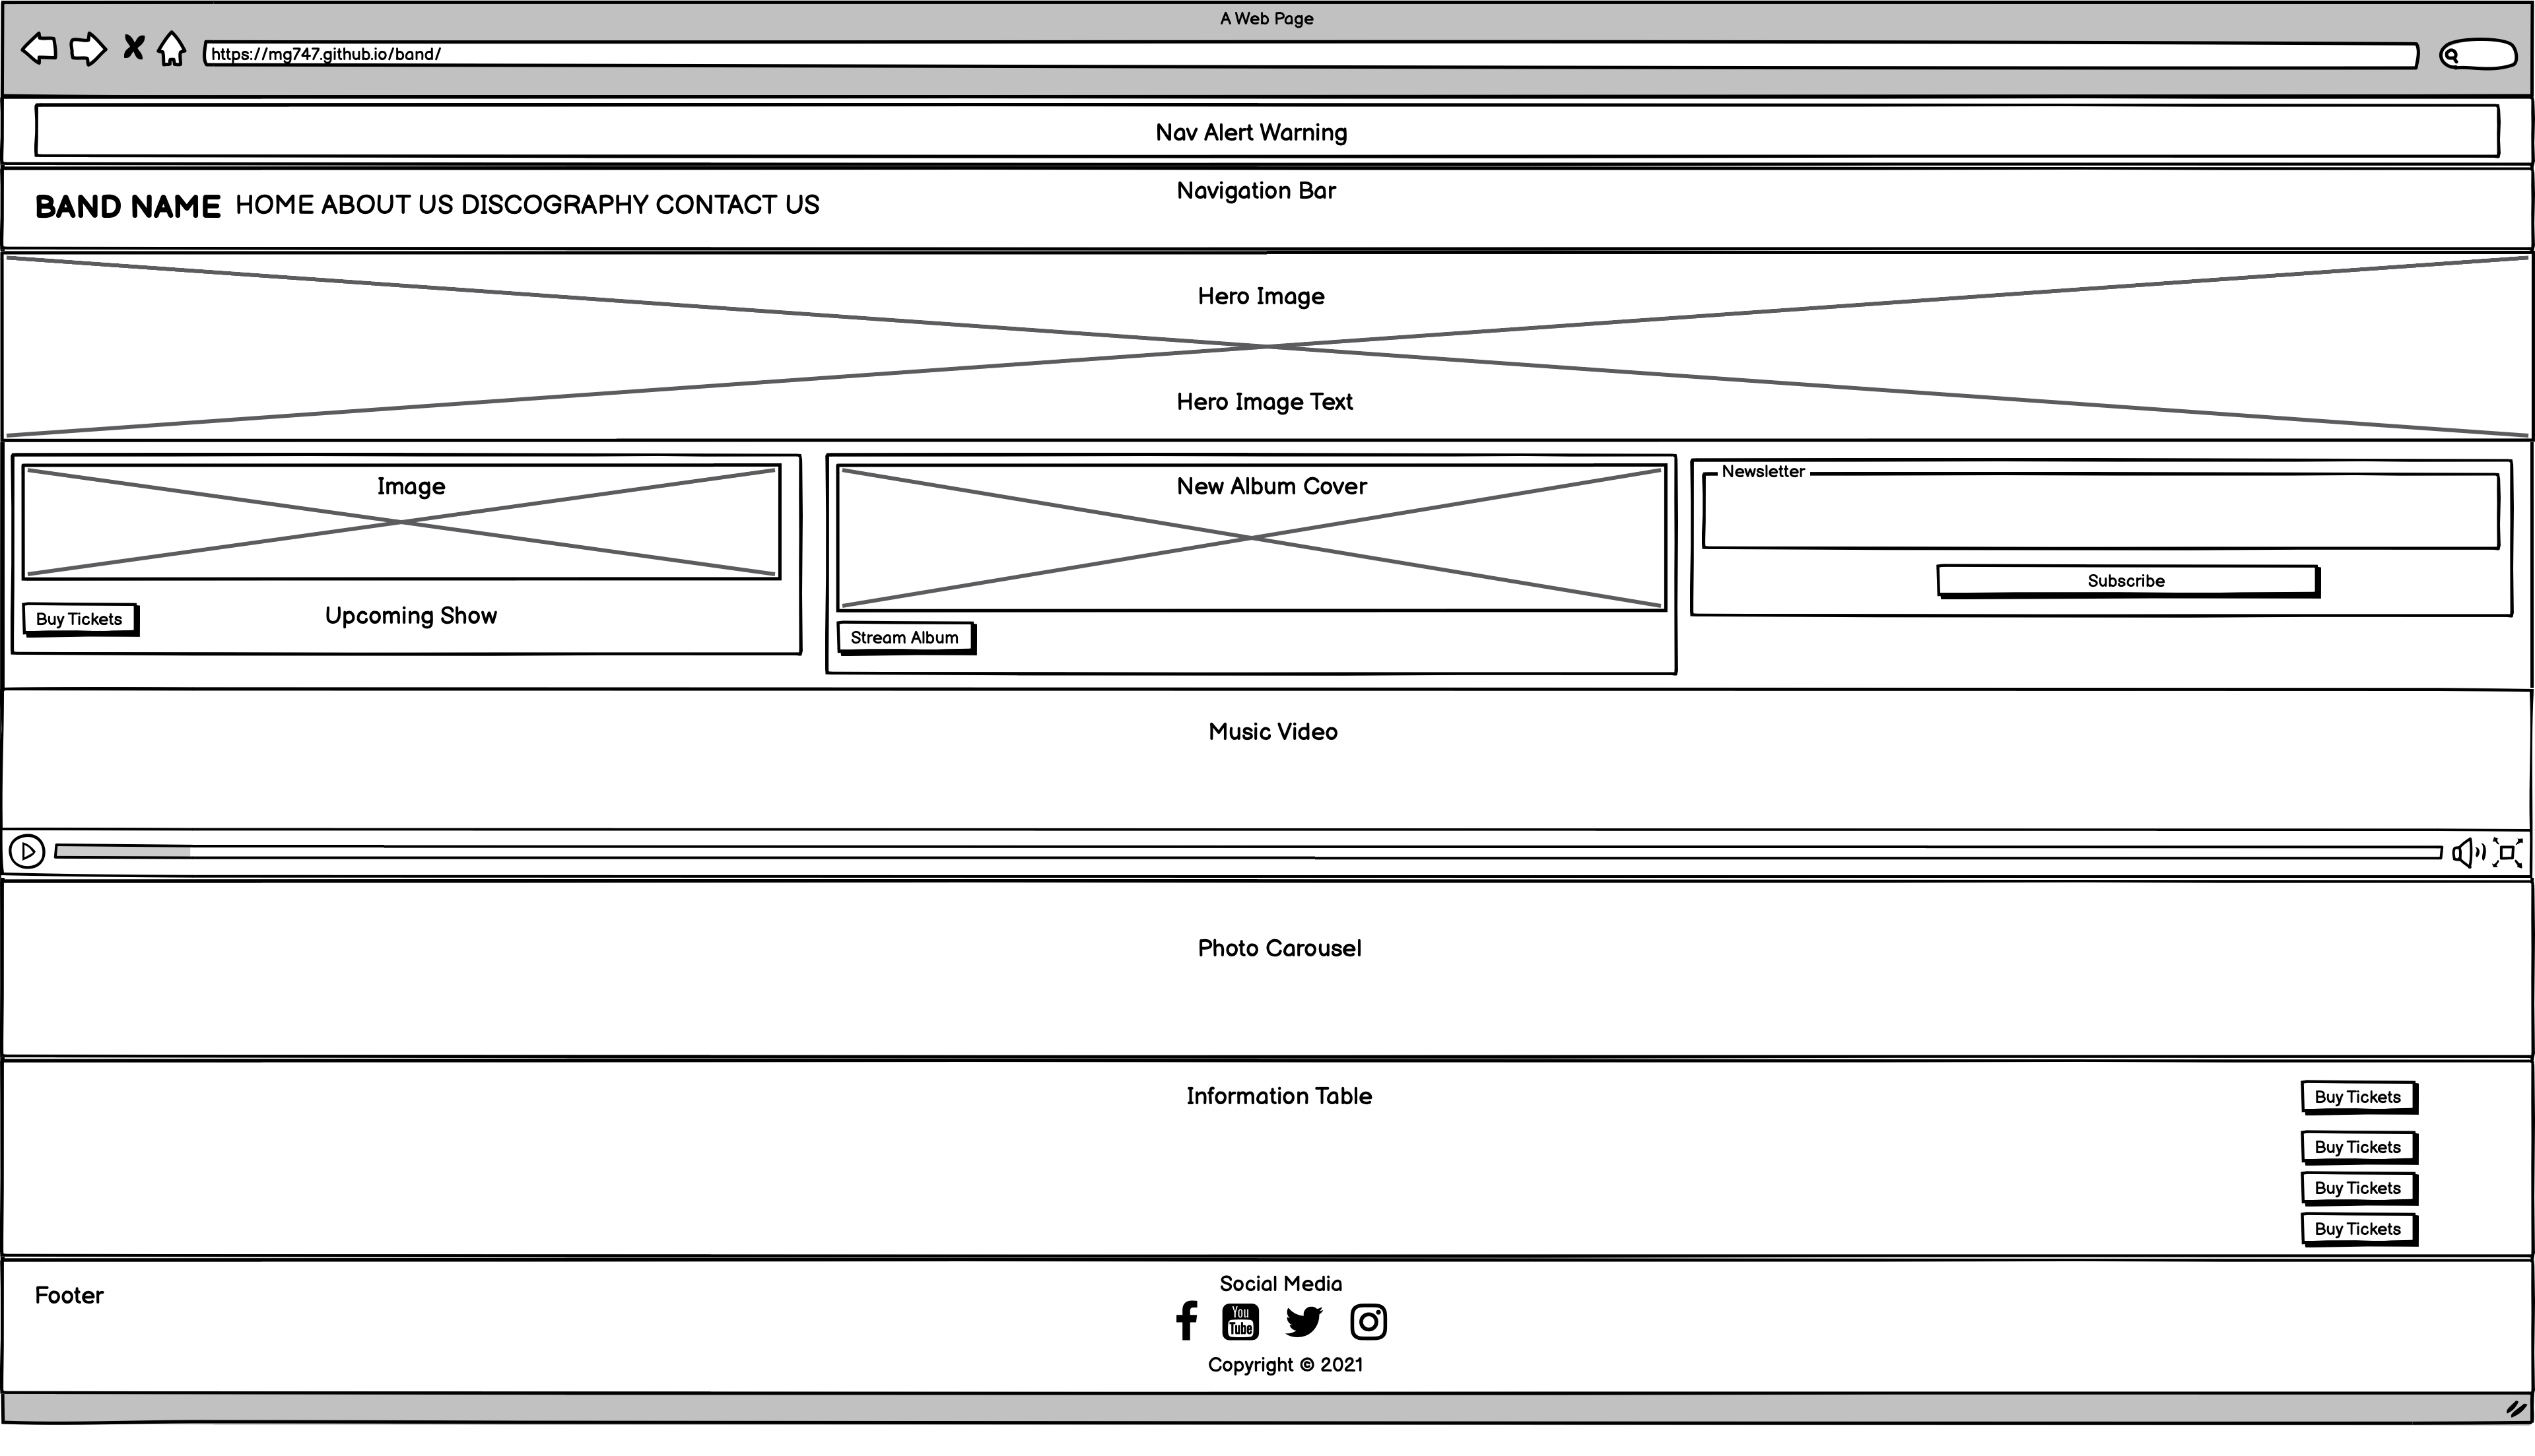 A Web Page
https://mg747.github.io/band/
Nav Alert Warning
Navigation Bar
BAND NAME HOME ABOUT US DISCOGRAPHY CONTACT US
Hero Image
Hero Image Text
Image
Buy Tickets
Upcoming Show
New Album Cover
Stream Album
Newsletter
Subscribe
Music Video
Photo Carousel
Information Table
Buy Tickets
Buy Tickets
Buy Tickets
Buy Tickets
Footer
Social Media
You
Tube
Copyright © 2021